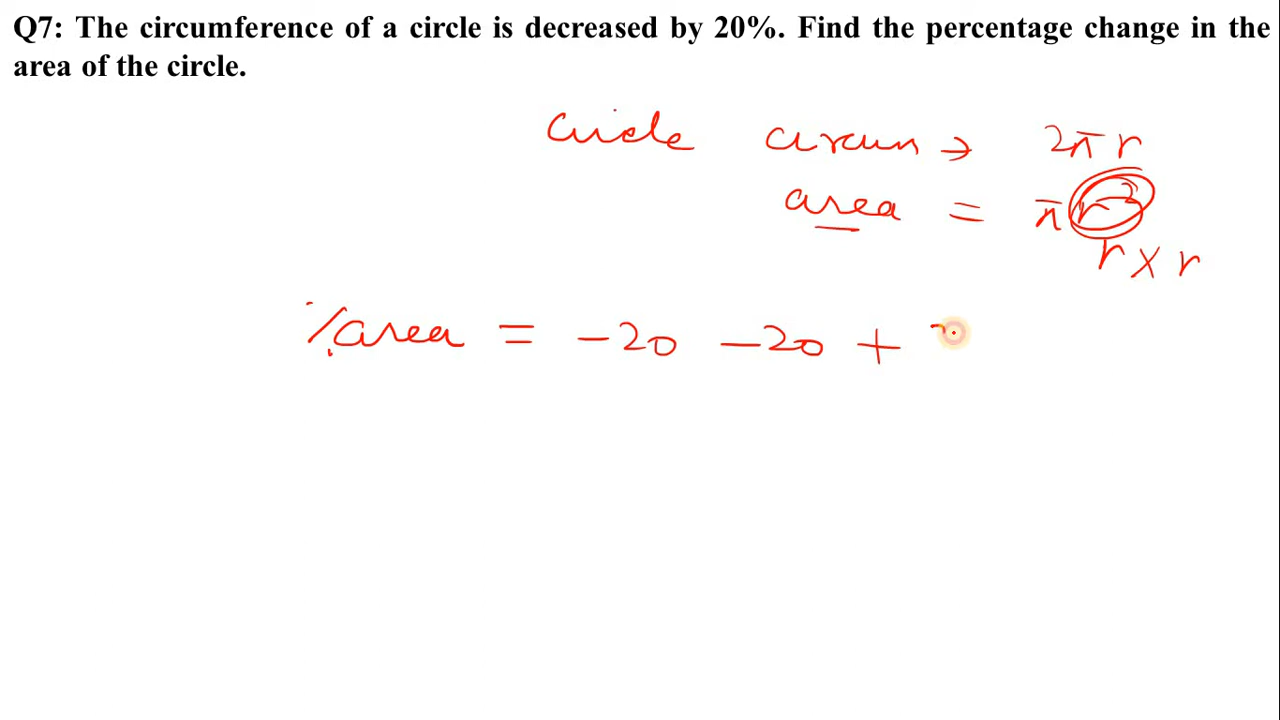 Q7: The circumference of a circle is decreased by 20%. Find the percentage change in the
area of the circle.
circle circum → 2πr
area = πr²
r × r
% area = -20 -20 +